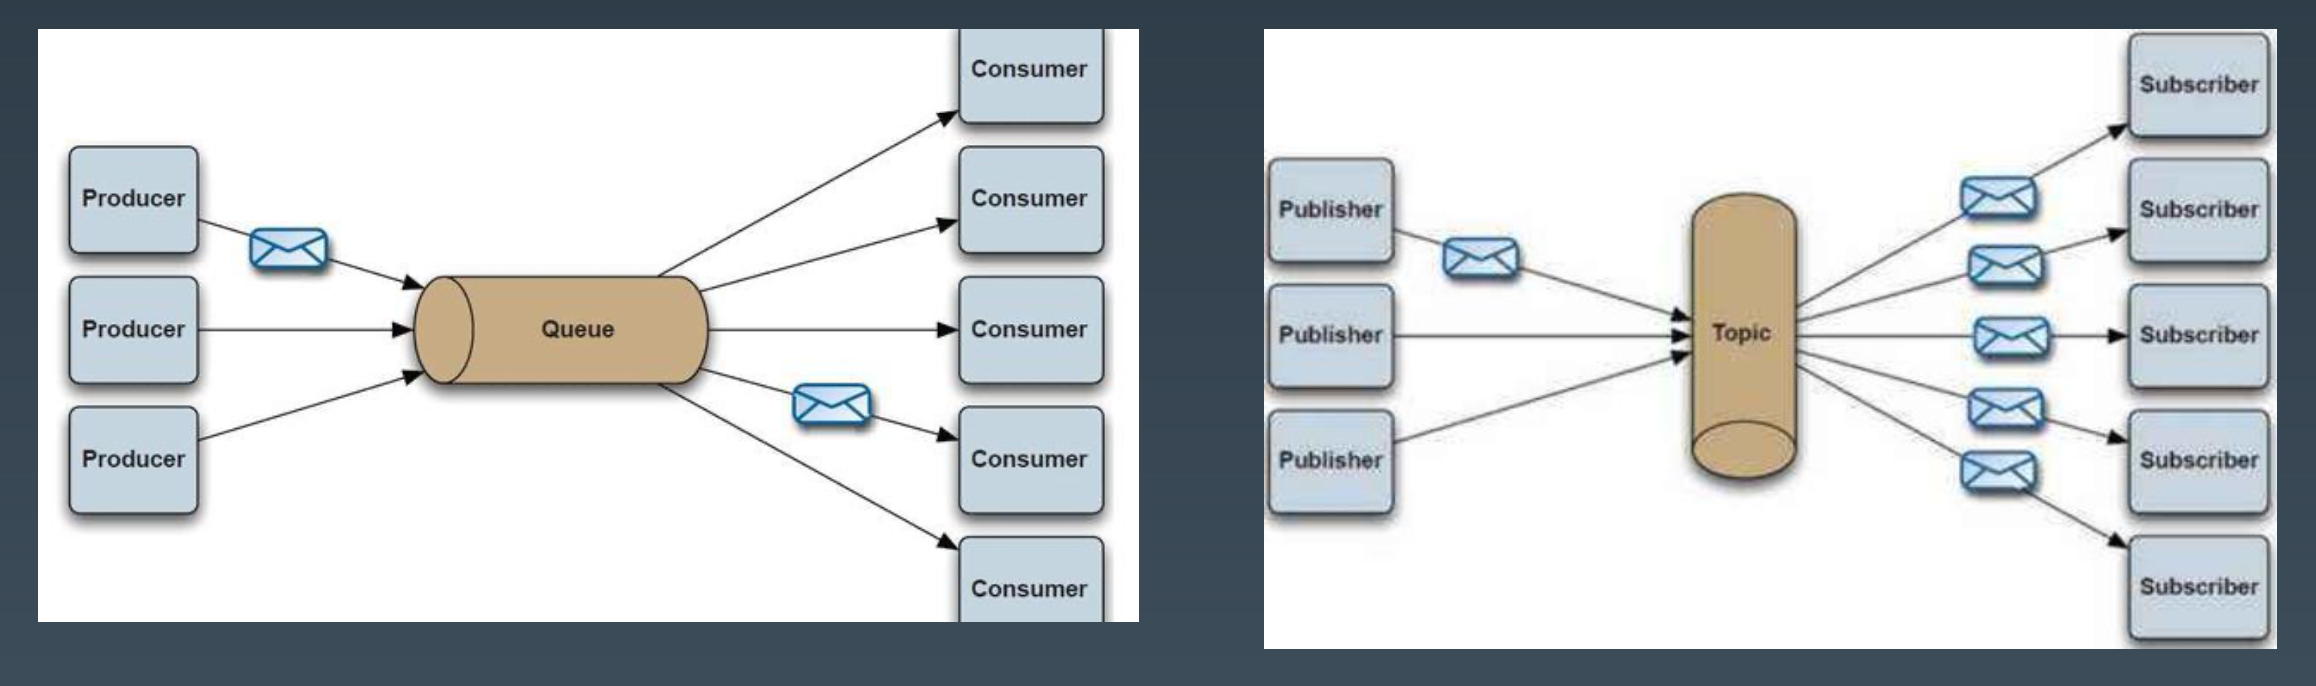 Producer
Producer
Producer
Queue
Consumer
Consumer
Consumer
Consumer
Consumer
Publisher
Publisher
Publisher
Topic
Subscriber
Subscriber
Subscriber
Subscriber
Subscriber